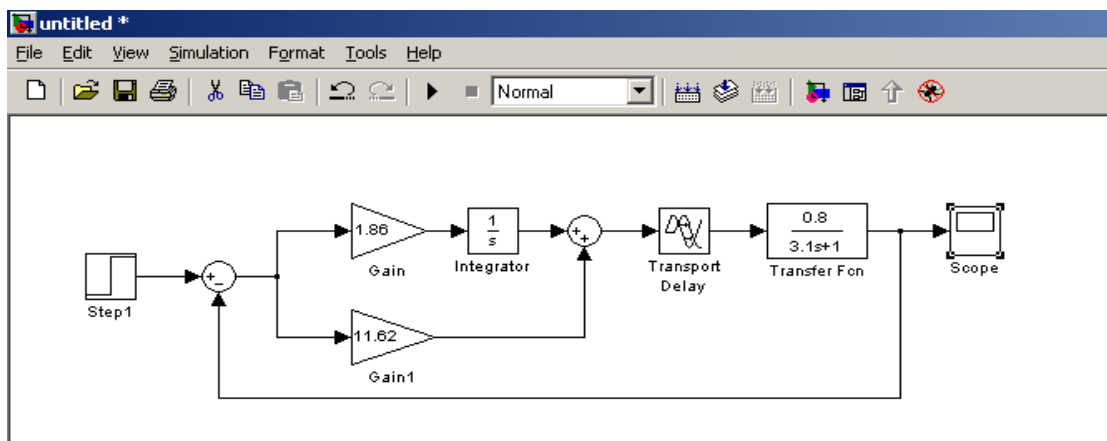 untitled *
File Edit View Simulation Format Tools Help
Normal
1.86
Gain
1
s
Integrator
Transport
Delay
0.8
3.1s+1
Transfer Fcn
Scope
Step1
11.62
Gain1